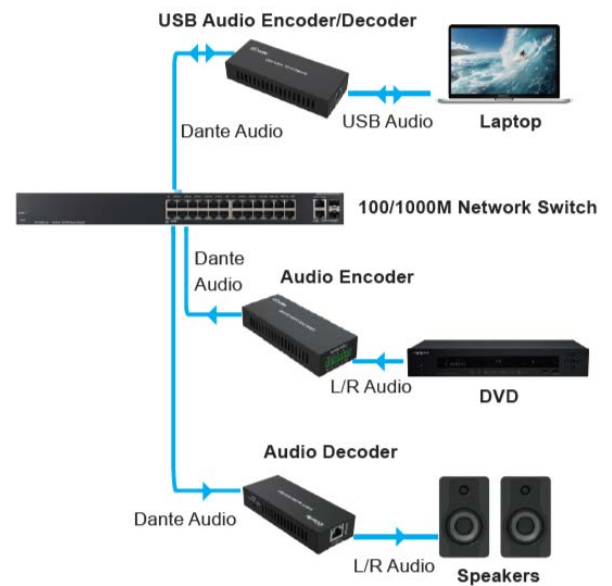 USB Audio Encoder/Decoder
Dante Audio
USB Audio
Laptop
100/1000M Network Switch
Dante
Audio
Audio Encoder
L/R Audio
DVD
Audio Decoder
Dante Audio
L/R Audio
Speakers